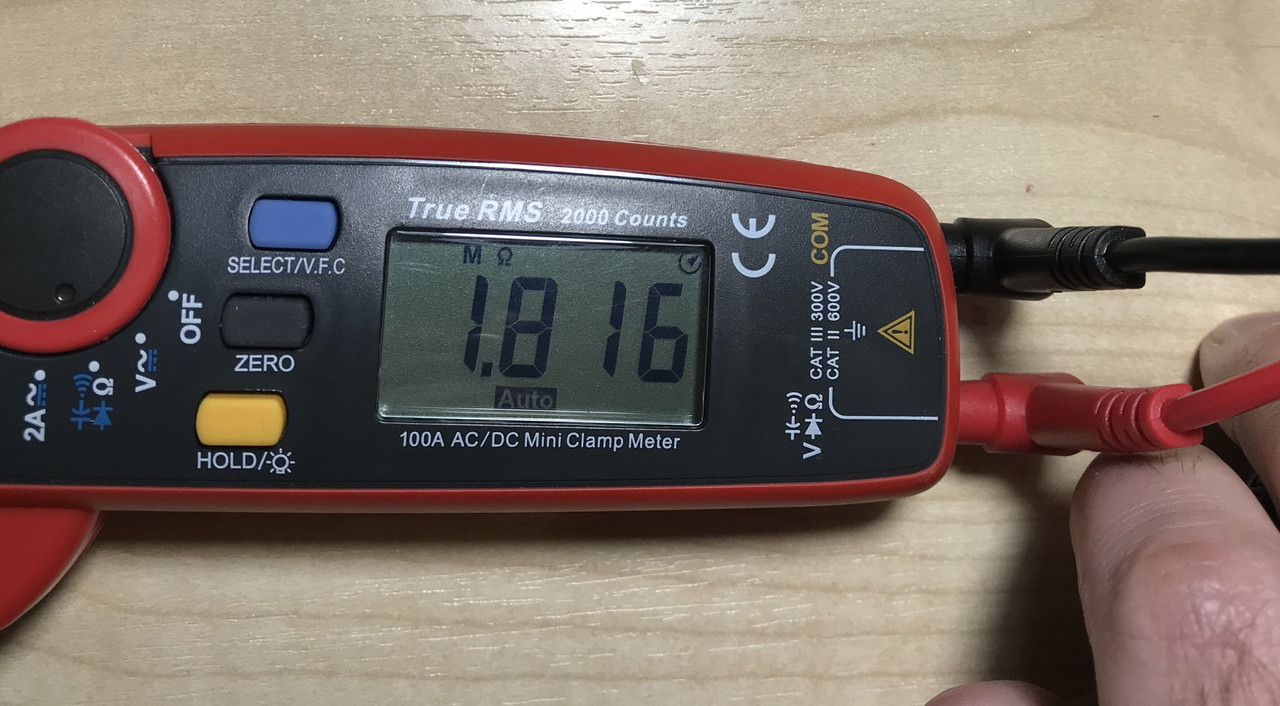 True RMS 2000 Counts
SELECT/V.F.C
ZERO
HOLD/
OFF
V
Ω
2A
M Ω
1.816
Auto
100A AC/DC Mini Clamp Meter
CE
COM
CAT III 300V
CAT II 600V
V Ω